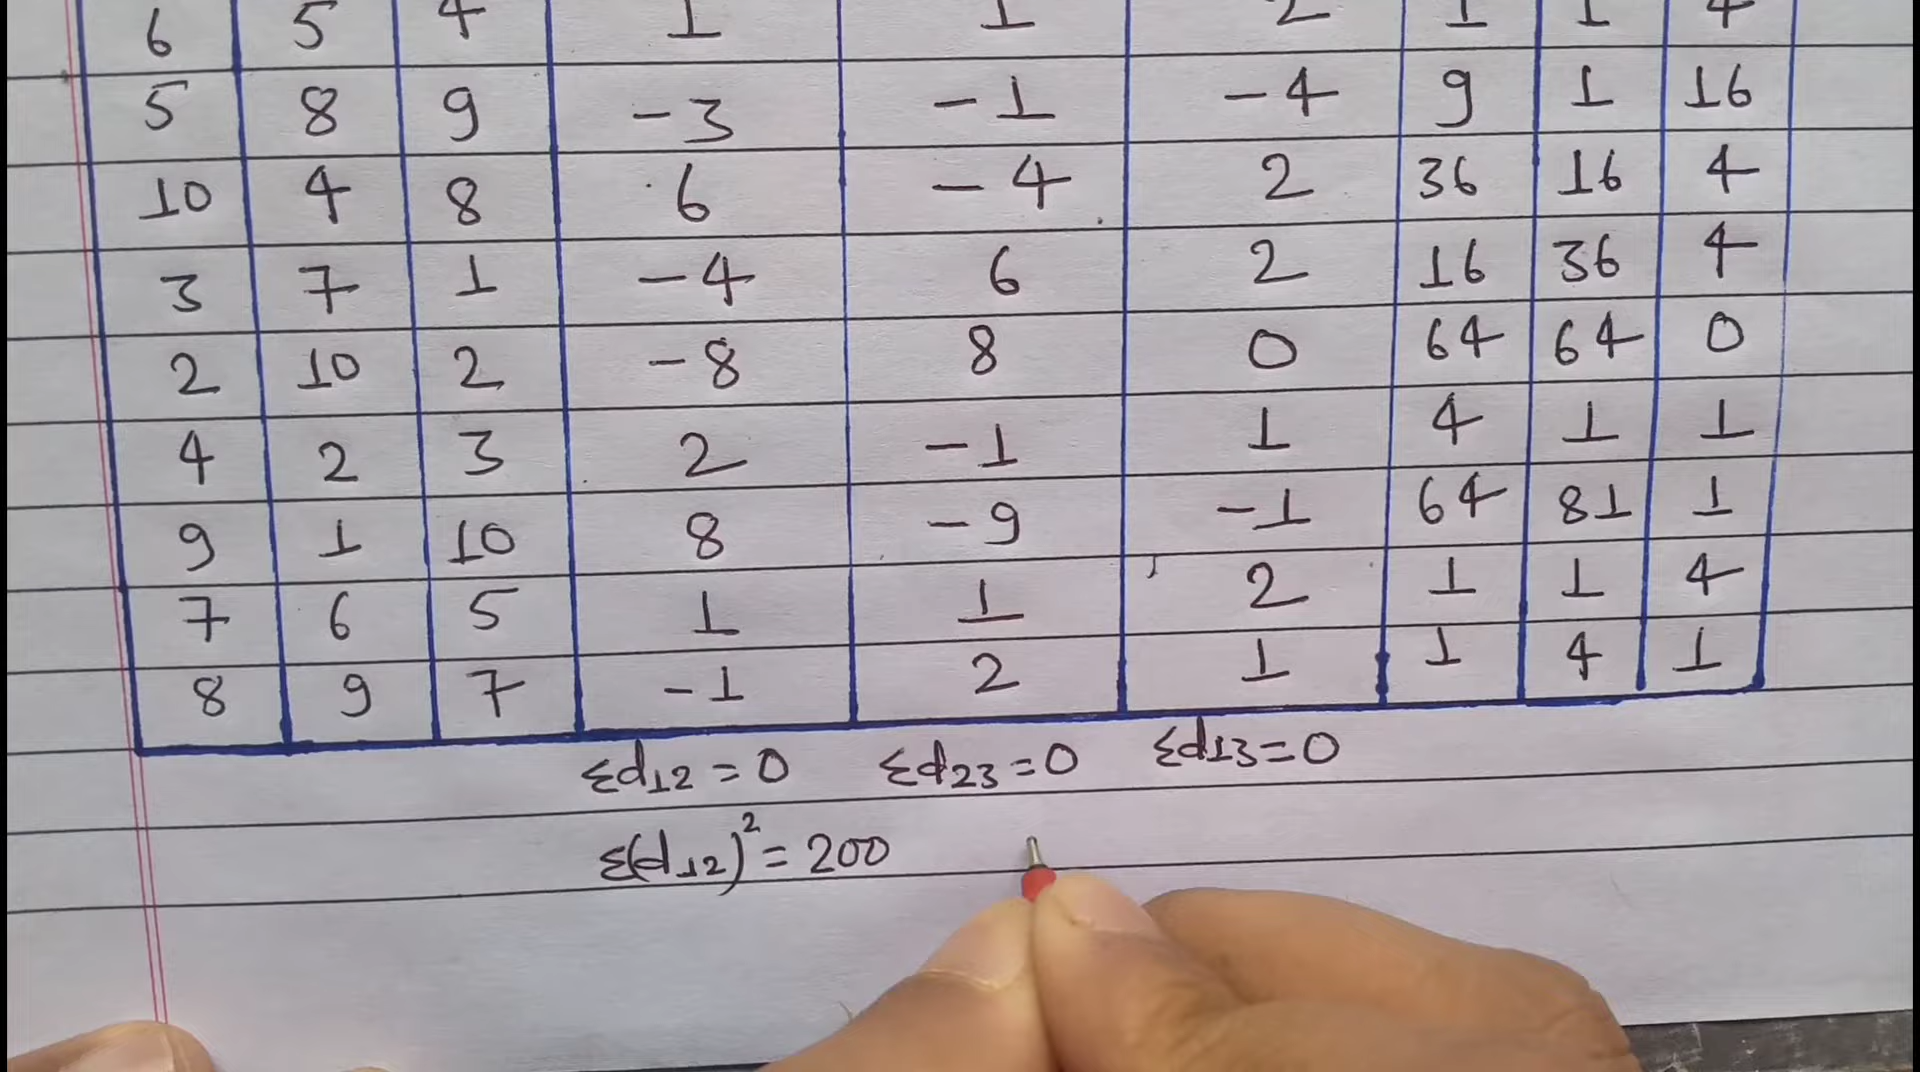 6 5 4 1 1 2 1 1 4
5 8 9 -3 -1 -4 9 1 16
10 4 8 6 -4 2 36 16 4
3 7 1 -4 6 2 16 36 4
2 10 2 -8 8 0 64 64 0
4 2 3 2 -1 1 4 1 1
9 1 10 8 -9 -1 64 81 1
7 6 5 1 1 2 1 1 4
8 9 7 -1 2 1 1 4 1
Σd₁₂ = 0 Σd₂₃ = 0 Σd₁₃ = 0
Σ(d₁₂)² = 200